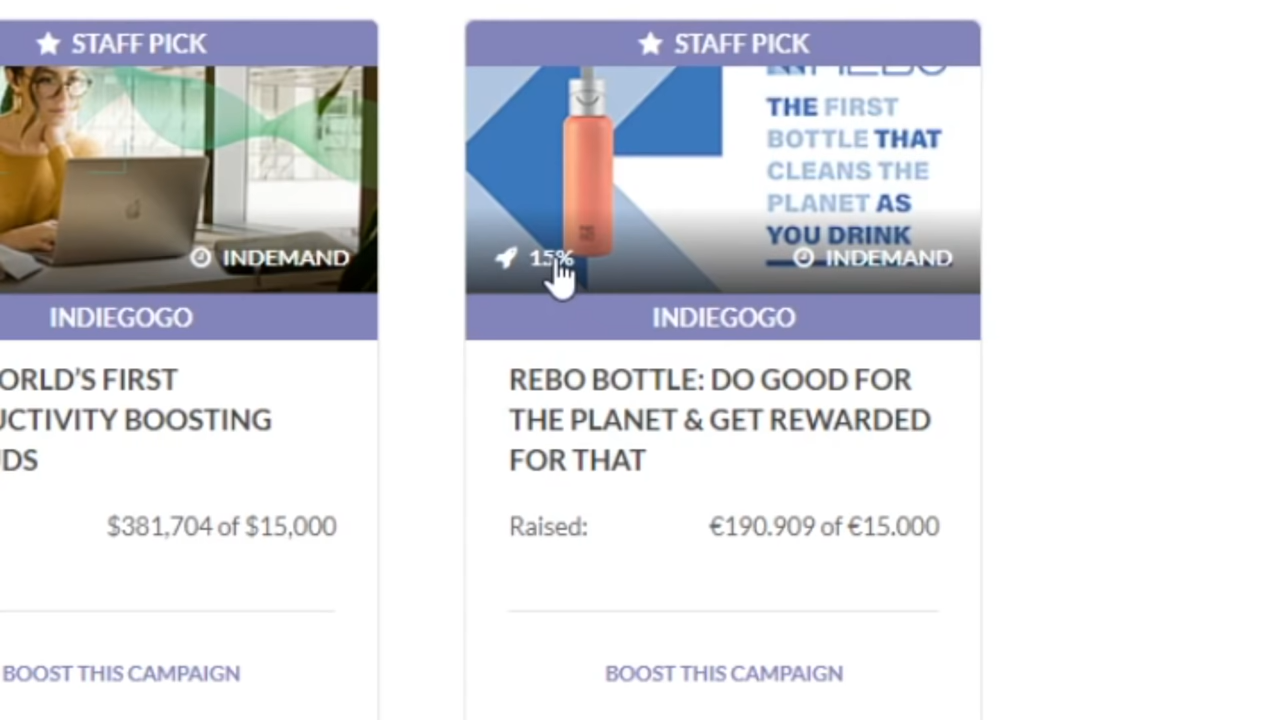 STAFF PICK
INDEMAND
INDIEGOGO
ORLD'S FIRST
UCTIVITY BOOSTING
$381,704 of $15,000
BOOST THIS CAMPAIGN
STAFF PICK
THE FIRST
BOTTLE THAT
CLEANS THE
PLANET AS
YOU DRINK
15%
INDEMAND
INDIEGOGO
REBO BOTTLE: DO GOOD FOR
THE PLANET & GET REWARDED
FOR THAT
Raised: €190.909 of €15.000
BOOST THIS CAMPAIGN